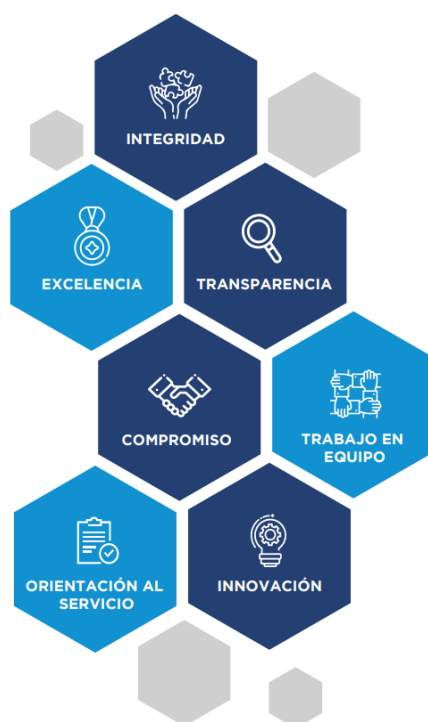 INTEGRIDAD
EXCELENCIA
TRANSPARENCIA
COMPROMISO
TRABAJO EN
EQUIPO
ORIENTACIÓN AL
SERVICIO
INNOVACIÓN